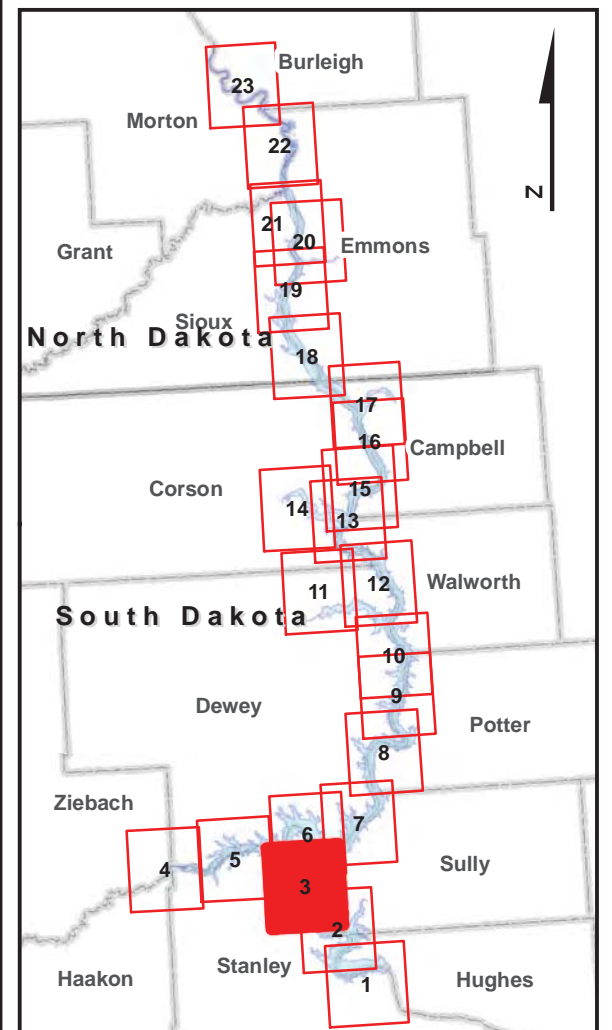 Burleigh
23
Morton
22
N
21
20
Emmons
Grant
19
Sioux
North Dakota
18
17
16
Campbell
Corson
15
14
13
12
Walworth
11
South Dakota
10
9
Dewey
Potter
8
Ziebach
7
6
5
Sully
4
3
2
Stanley
Haakon
1
Hughes